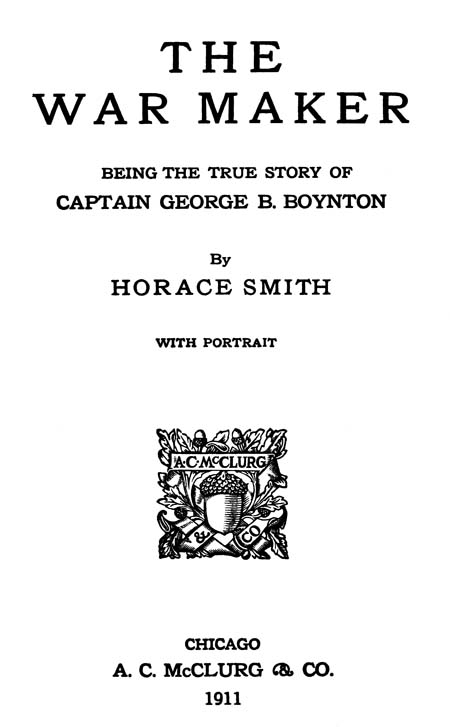 THE
WAR MAKER
BEING THE TRUE STORY OF
CAPTAIN GEORGE B. BOYNTON
By
HORACE SMITH
WITH PORTRAIT
A·C·McCLURG
& CO
CHICAGO
A. C. McCLURG & CO.
1911